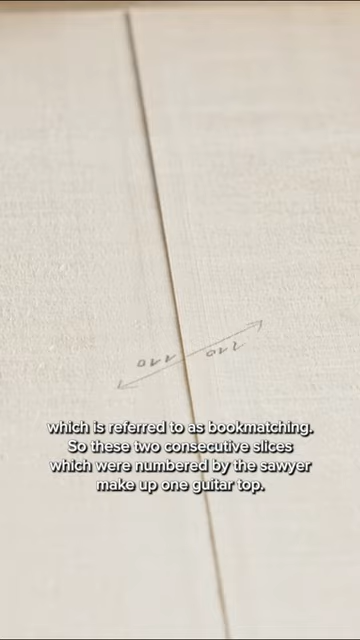 which is referred to as bookmatching.
So these two consecutive slices
which were numbered by the sawyer
make up one guitar top.